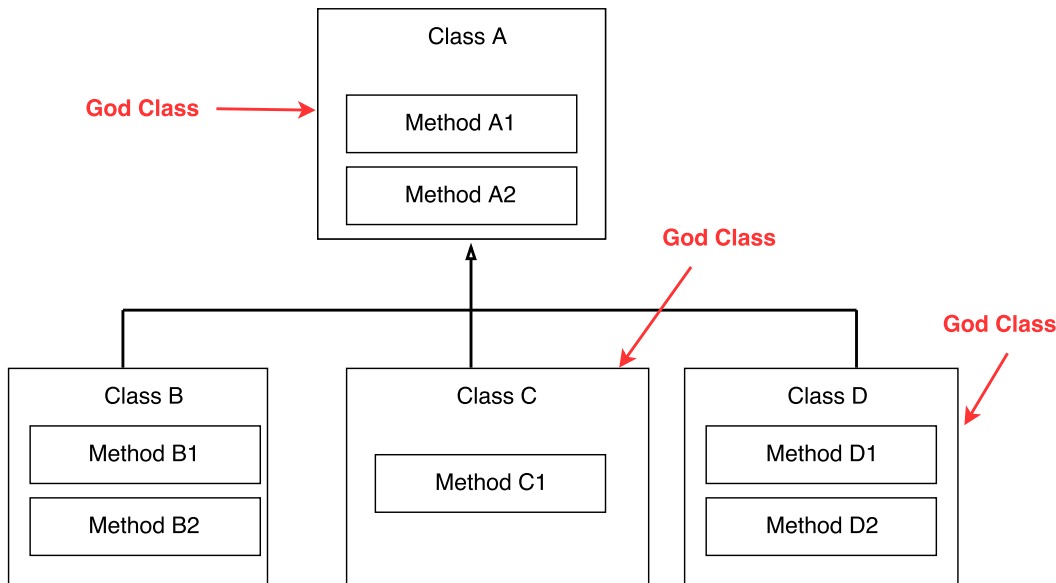 Class A
God Class
Method A1
Method A2
God Class
God Class
Class B
Class C
Class D
Method B1
Method C1
Method D1
Method B2
Method D2